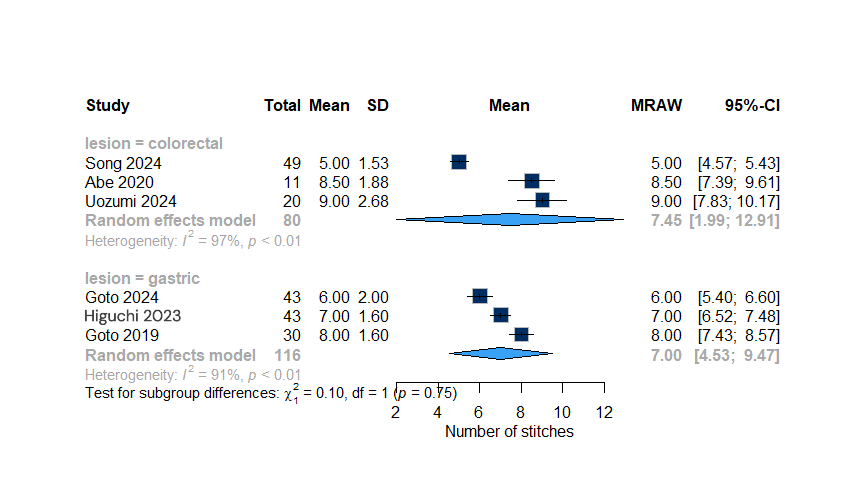 Study Total Mean SD Mean MRAW 95%-CI
lesion = colorectal
Song 2024 49 5.00 1.53 5.00 [4.57; 5.43]
Abe 2020 11 8.50 1.88 8.50 [7.39; 9.61]
Uozumi 2024 20 9.00 2.68 9.00 [7.83; 10.17]
Random effects model 80 7.45 [1.99; 12.91]
Heterogeneity: I² = 97%, p < 0.01
lesion = gastric
Goto 2024 43 6.00 2.00 6.00 [5.40; 6.60]
Higuchi 2023 43 7.00 1.60 7.00 [6.52; 7.48]
Goto 2019 30 8.00 1.60 8.00 [7.43; 8.57]
Random effects model 116 7.00 [4.53; 9.47]
Heterogeneity: I² = 91%, p < 0.01
Test for subgroup differences: χ²₁ = 0.10, df = 1 (p = 0.75)
2 4 6 8 10 12
Number of stitches